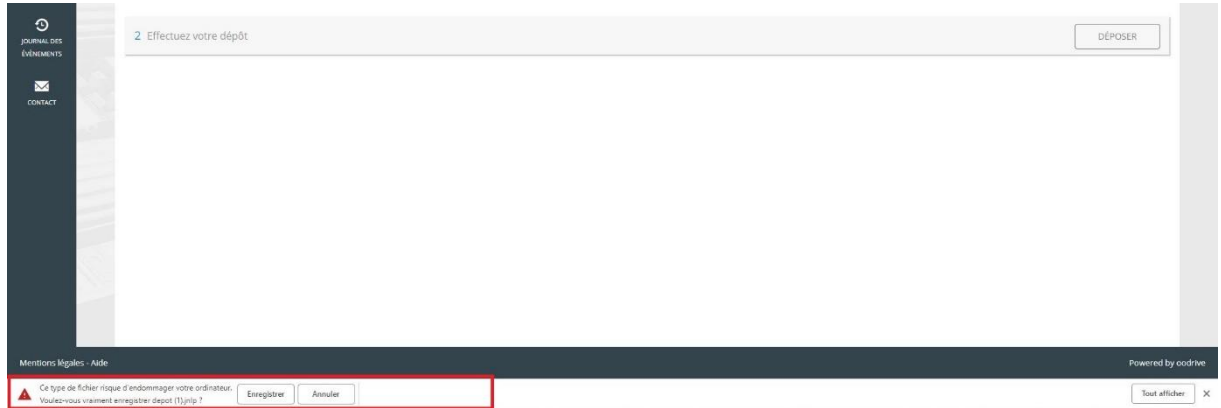 JOURNAL DES
ÉVÈNEMENTS
CONTACT
2 Effectuez votre dépôt
DÉPOSER
Mentions légales - Aide
Powered by oodrive
Ce type de fichier risque d'endommager votre ordinateur.
Voulez-vous vraiment enregistrer depot (1).jnlp ?
Enregistrer
Annuler
Tout afficher